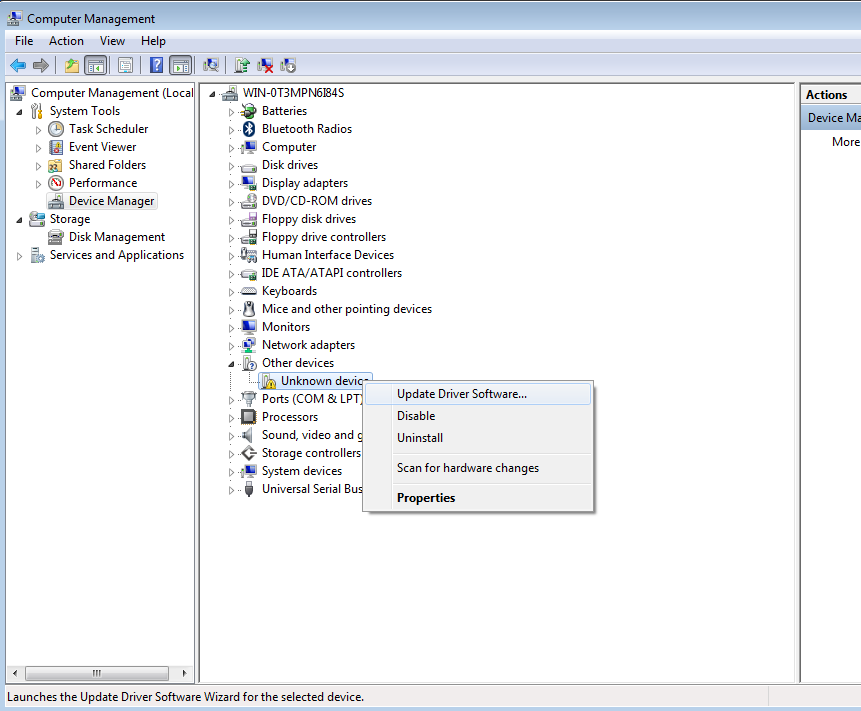 Computer Management
File Action View Help
Computer Management (Local
System Tools
Task Scheduler
Event Viewer
Shared Folders
Performance
Device Manager
Storage
Disk Management
Services and Applications
WIN-0T3MPN6I84S
Batteries
Bluetooth Radios
Computer
Disk drives
Display adapters
DVD/CD-ROM drives
Floppy disk drives
Floppy drive controllers
Human Interface Devices
IDE ATA/ATAPI controllers
Keyboards
Mice and other pointing devices
Monitors
Network adapters
Other devices
Unknown device
Ports (COM & LPT)
Processors
Sound, video and g
Storage controllers
System devices
Universal Serial Bus
Update Driver Software...
Disable
Uninstall
Scan for hardware changes
Properties
Actions
Device Ma
More
Launches the Update Driver Software Wizard for the selected device.